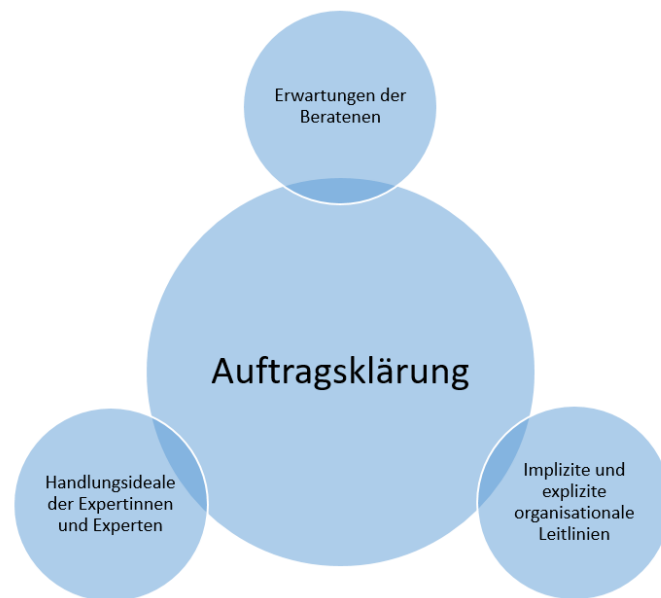 Erwartungen der
Beratenen
Auftragsklärung
Handlungsideale
der Expertinnen
und Experten
Implizite und
explizite
organisationale
Leitlinien